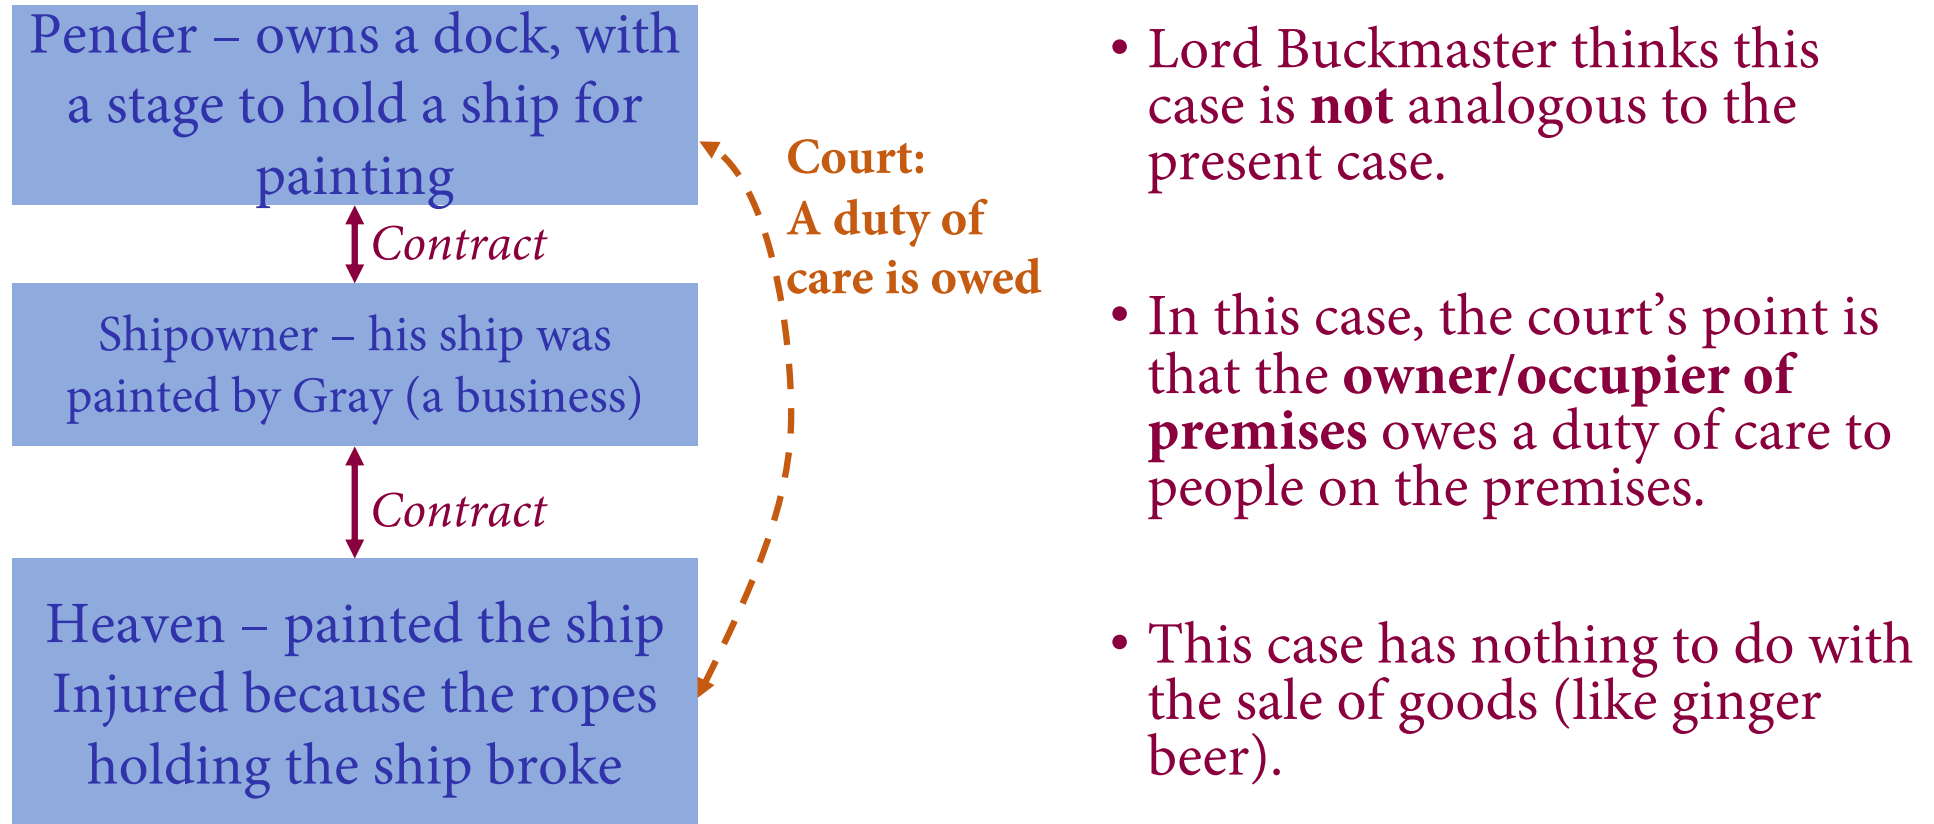 Pender – owns a dock, with
a stage to hold a ship for
painting
Contract
Shipowner – his ship was
painted by Gray (a business)
Contract
Heaven – painted the ship
Injured because the ropes
holding the ship broke
Court:
A duty of
care is owed
• Lord Buckmaster thinks this
case is not analogous to the
present case.
• In this case, the court’s point is
that the owner/occupier of
premises owes a duty of care to
people on the premises.
• This case has nothing to do with
the sale of goods (like ginger
beer).